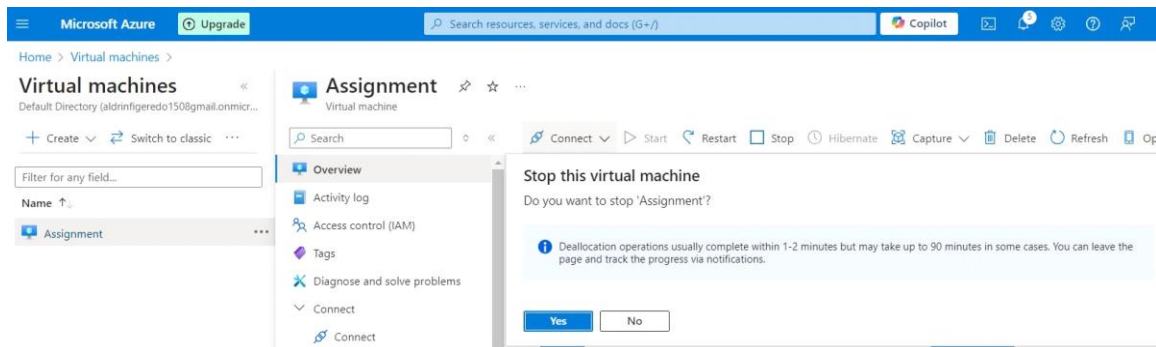 Microsoft Azure
Upgrade
Search resources, services, and docs (G+/)
Copilot
5
Home > Virtual machines >
Virtual machines
Default Directory (aldrinfigeredo1508gmail.onmicr...
Create
Switch to classic
Filter for any field...
Name ↑↓
Assignment
Assignment
Virtual machine
Search
Overview
Activity log
Access control (IAM)
Tags
Diagnose and solve problems
Connect
Connect
Connect
Start
Restart
Stop
Hibernate
Capture
Delete
Refresh
Op
Stop this virtual machine
Do you want to stop 'Assignment'?
Deallocation operations usually complete within 1-2 minutes but may take up to 90 minutes in some cases. You can leave the
page and track the progress via notifications.
Yes
No